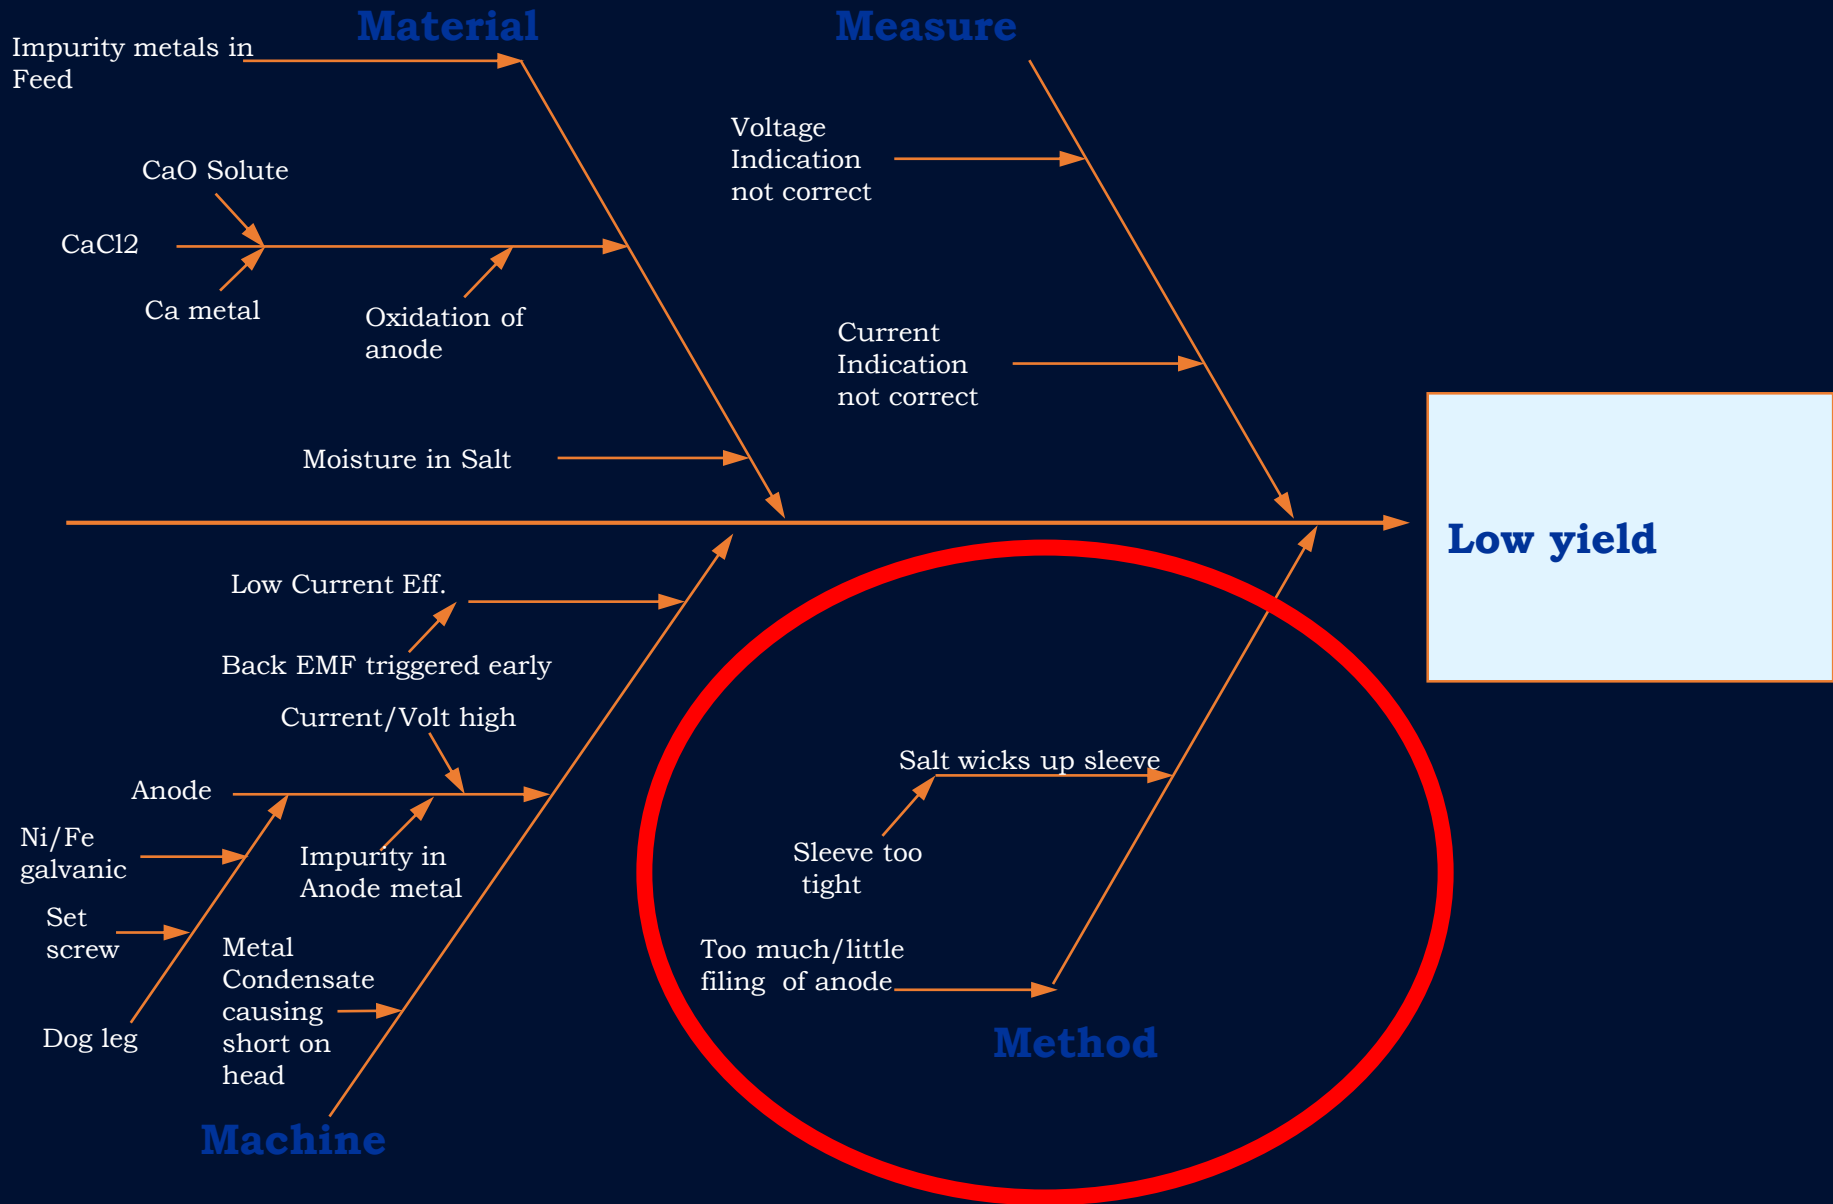 Material
Measure
Impurity metals in
Feed
Voltage
Indication
not correct
CaO Solute
CaCl2
Ca metal
Oxidation of
anode
Current
Indication
not correct
Moisture in Salt
Low yield
Low Current Eff.
Back EMF triggered early
Current/Volt high
Anode
Ni/Fe
galvanic
Impurity in
Anode metal
Set
screw
Metal
Condensate
causing
short on
head
Dog leg
Machine
Salt wicks up sleeve
Sleeve too
tight
Too much/little
filing of anode
Method